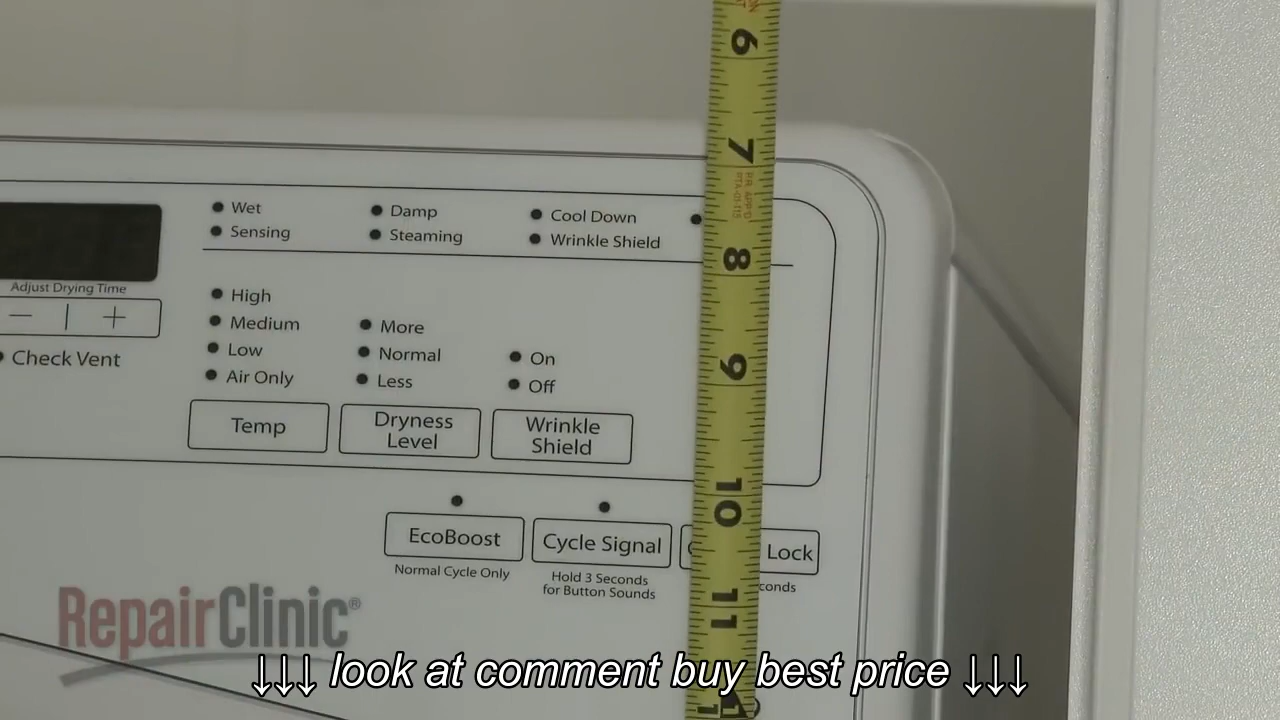 6
7
8
9
10
11
Wet
Sensing
Damp
Steaming
Cool Down
Wrinkle Shield
Adjust Drying Time
− | +
Check Vent
High
Medium
Low
Air Only
More
Normal
Less
On
Off
Temp
Dryness
Level
Wrinkle
Shield
EcoBoost
Normal Cycle Only
Cycle Signal
Hold 3 Seconds
for Button Sounds
Lock
conds
RepairClinic®
↓↓↓ look at comment buy best price ↓↓↓